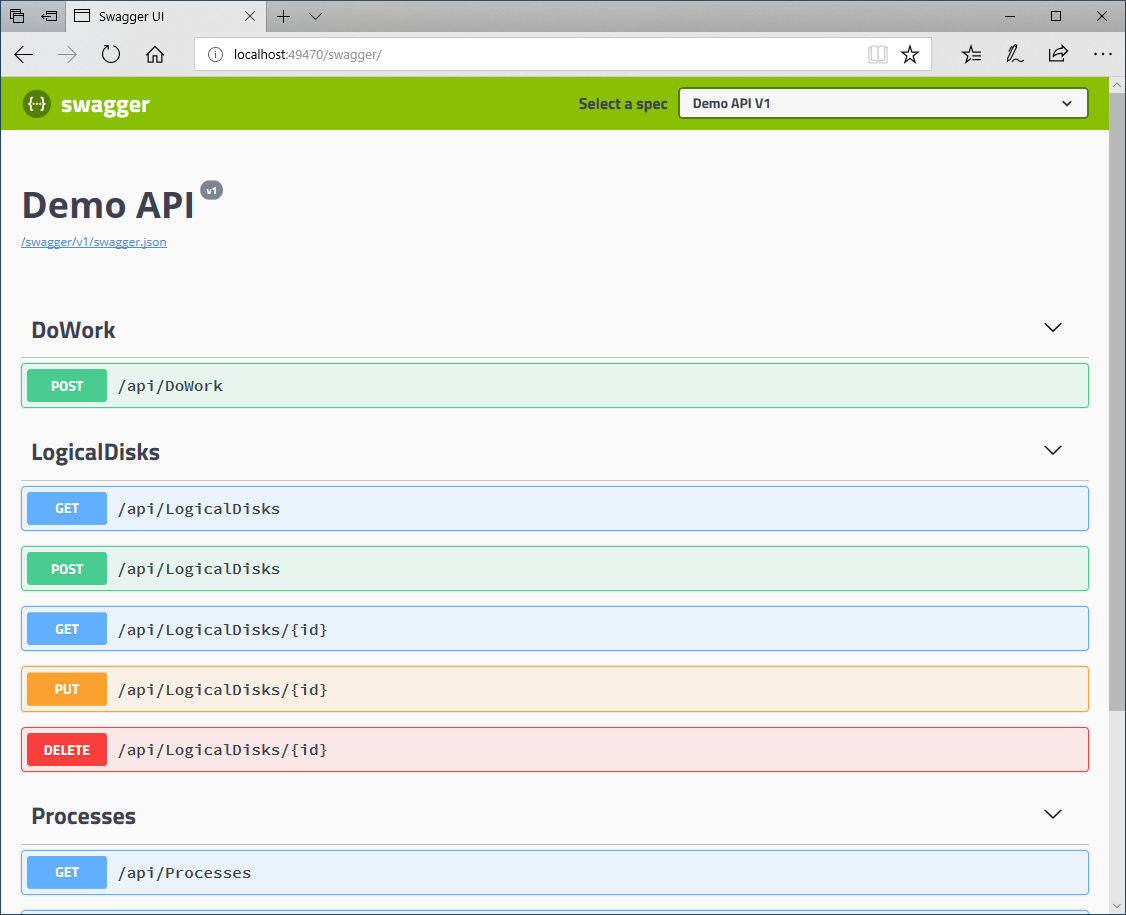 Swagger UI
localhost:49470/swagger/
{··} swagger
Select a spec
Demo API V1
Demo API v1
/swagger/v1/swagger.json
DoWork
POST /api/DoWork
LogicalDisks
GET /api/LogicalDisks
POST /api/LogicalDisks
GET /api/LogicalDisks/{id}
PUT /api/LogicalDisks/{id}
DELETE /api/LogicalDisks/{id}
Processes
GET /api/Processes